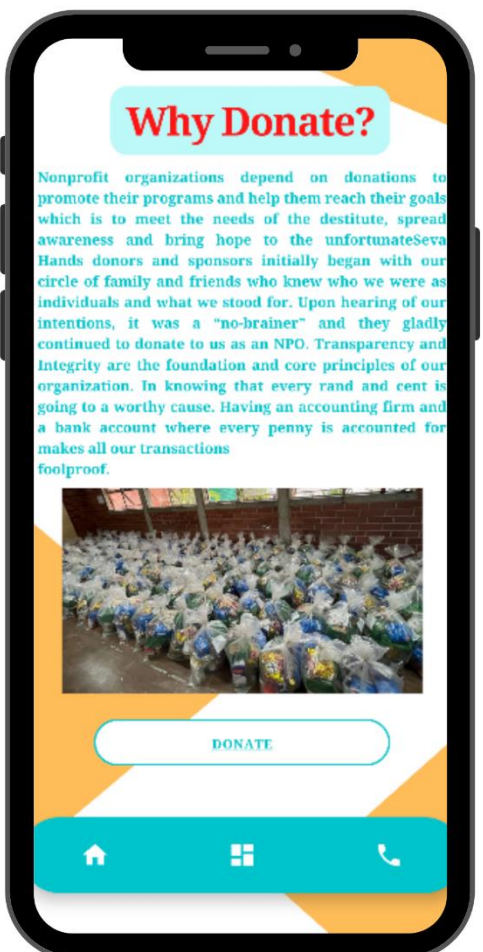 Why Donate?
Nonprofit organizations depend on donations to
promote their programs and help them reach their goals
which is to meet the needs of the destitute, spread
awareness and bring hope to the unfortunateSeva
Hands donors and sponsors initially began with our
circle of family and friends who knew who we were as
individuals and what we stood for. Upon hearing of our
intentions, it was a "no-brainer" and they gladly
continued to donate to us as an NPO. Transparency and
Integrity are the foundation and core principles of our
organization. In knowing that every rand and cent is
going to a worthy cause. Having an accounting firm and
a bank account where every penny is accounted for
makes all our transactions
foolproof.
DONATE